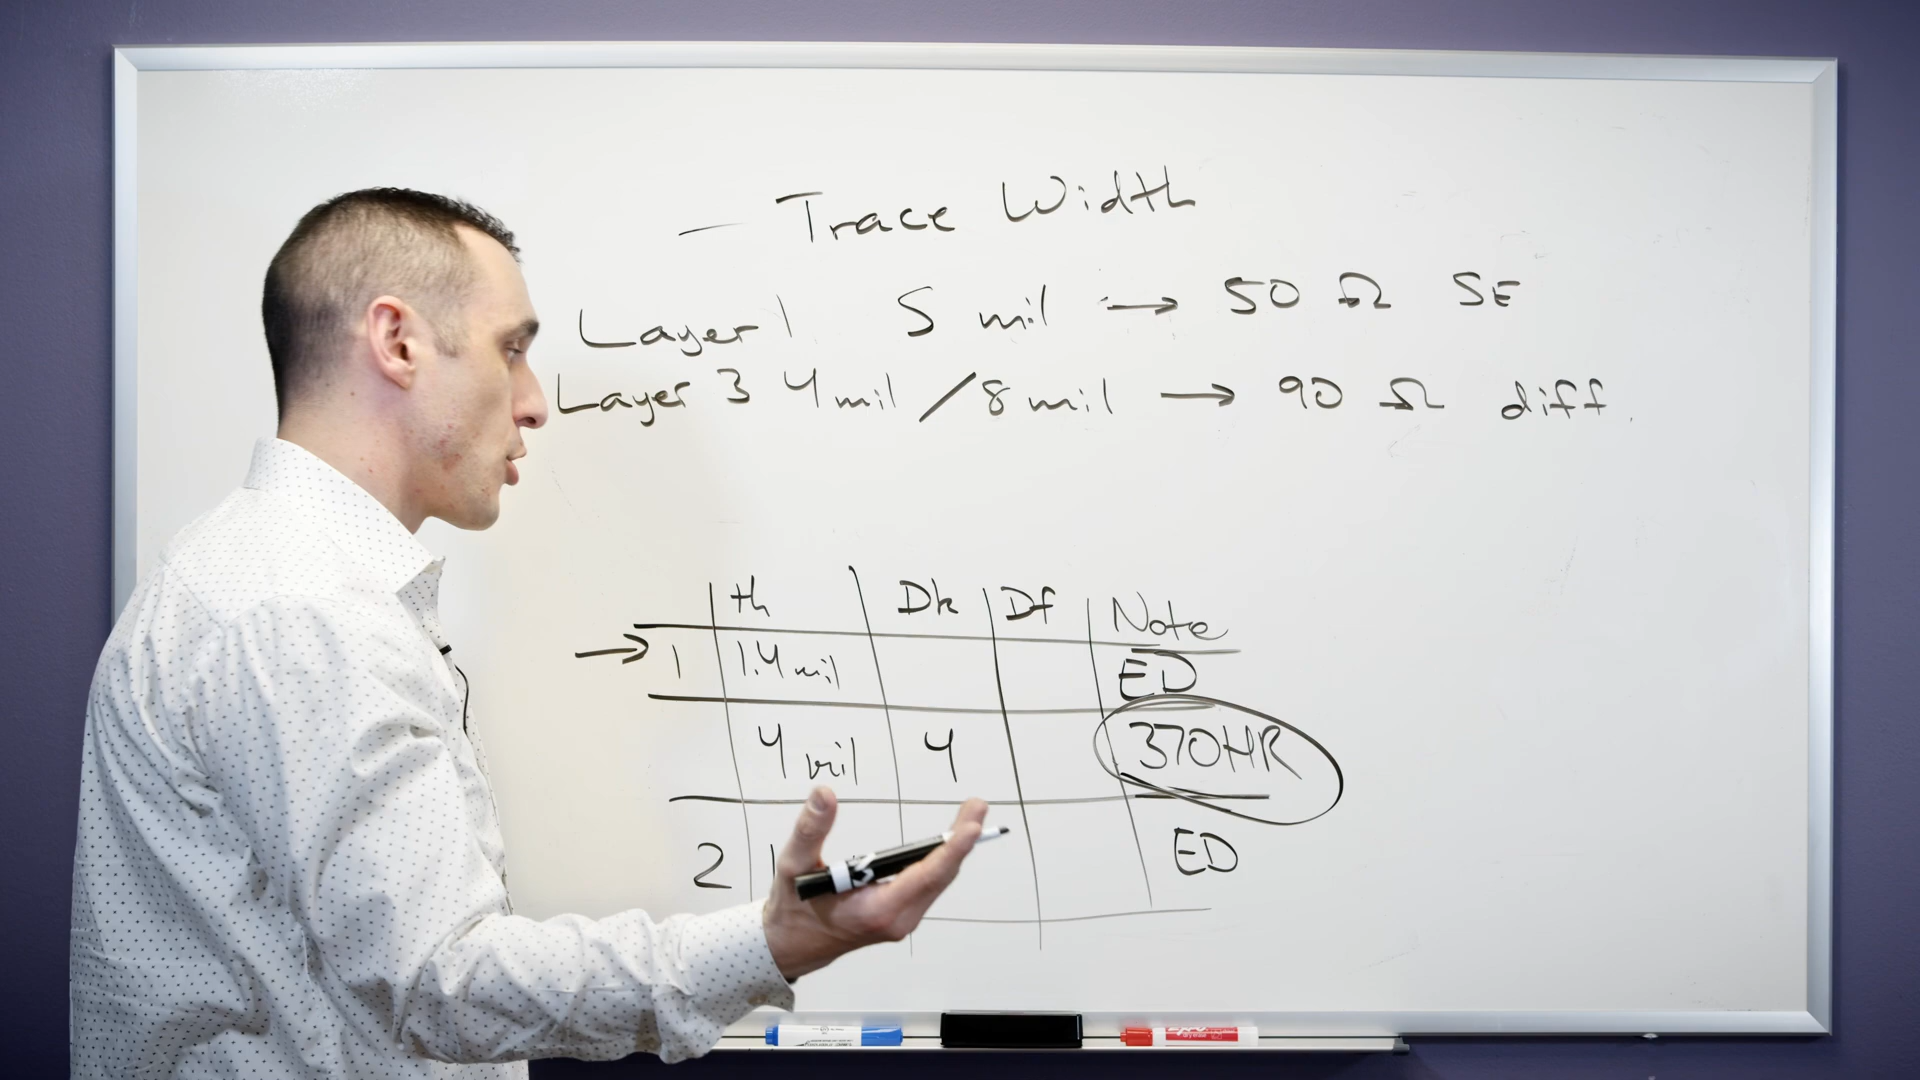 — Trace Width
Layer 1 5 mil → 50 Ω SE
Layer 3 4 mil / 8 mil → 90 Ω diff.
th Dk Df Note
→ 1 1.4 mil ED
4 mil 4 370HR
2 1 ED